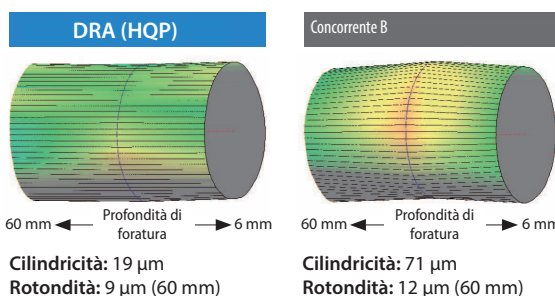 DRA (HQP)
60 mm
Profondità di
foratura
6 mm
Cilindricità: 19 µm
Rotondità: 9 µm (60 mm)
Concorrente B
60 mm
Profondità di
foratura
6 mm
Cilindricità: 71 µm
Rotondità: 12 µm (60 mm)